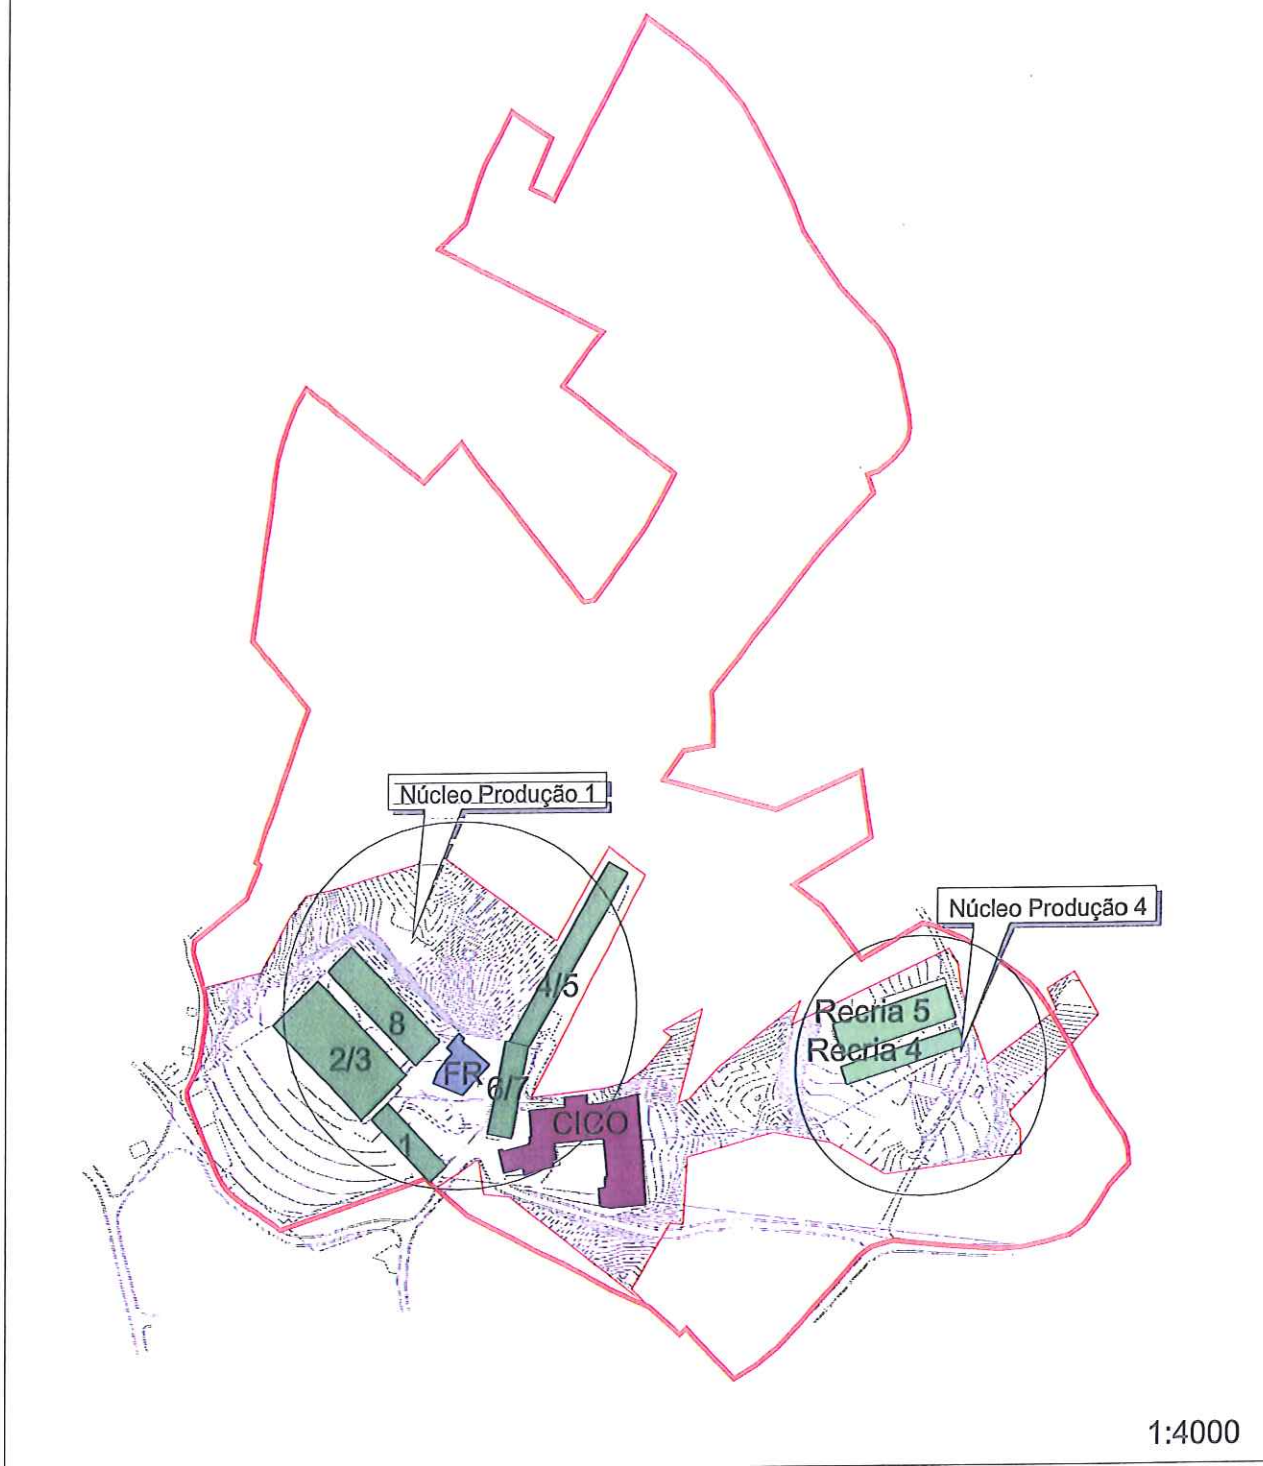 Núcleo Produção 1
Núcleo Produção 4
4/5
Recria 5
8
Recria 4
2/3
FR
6/7
CICO
1
1:4000